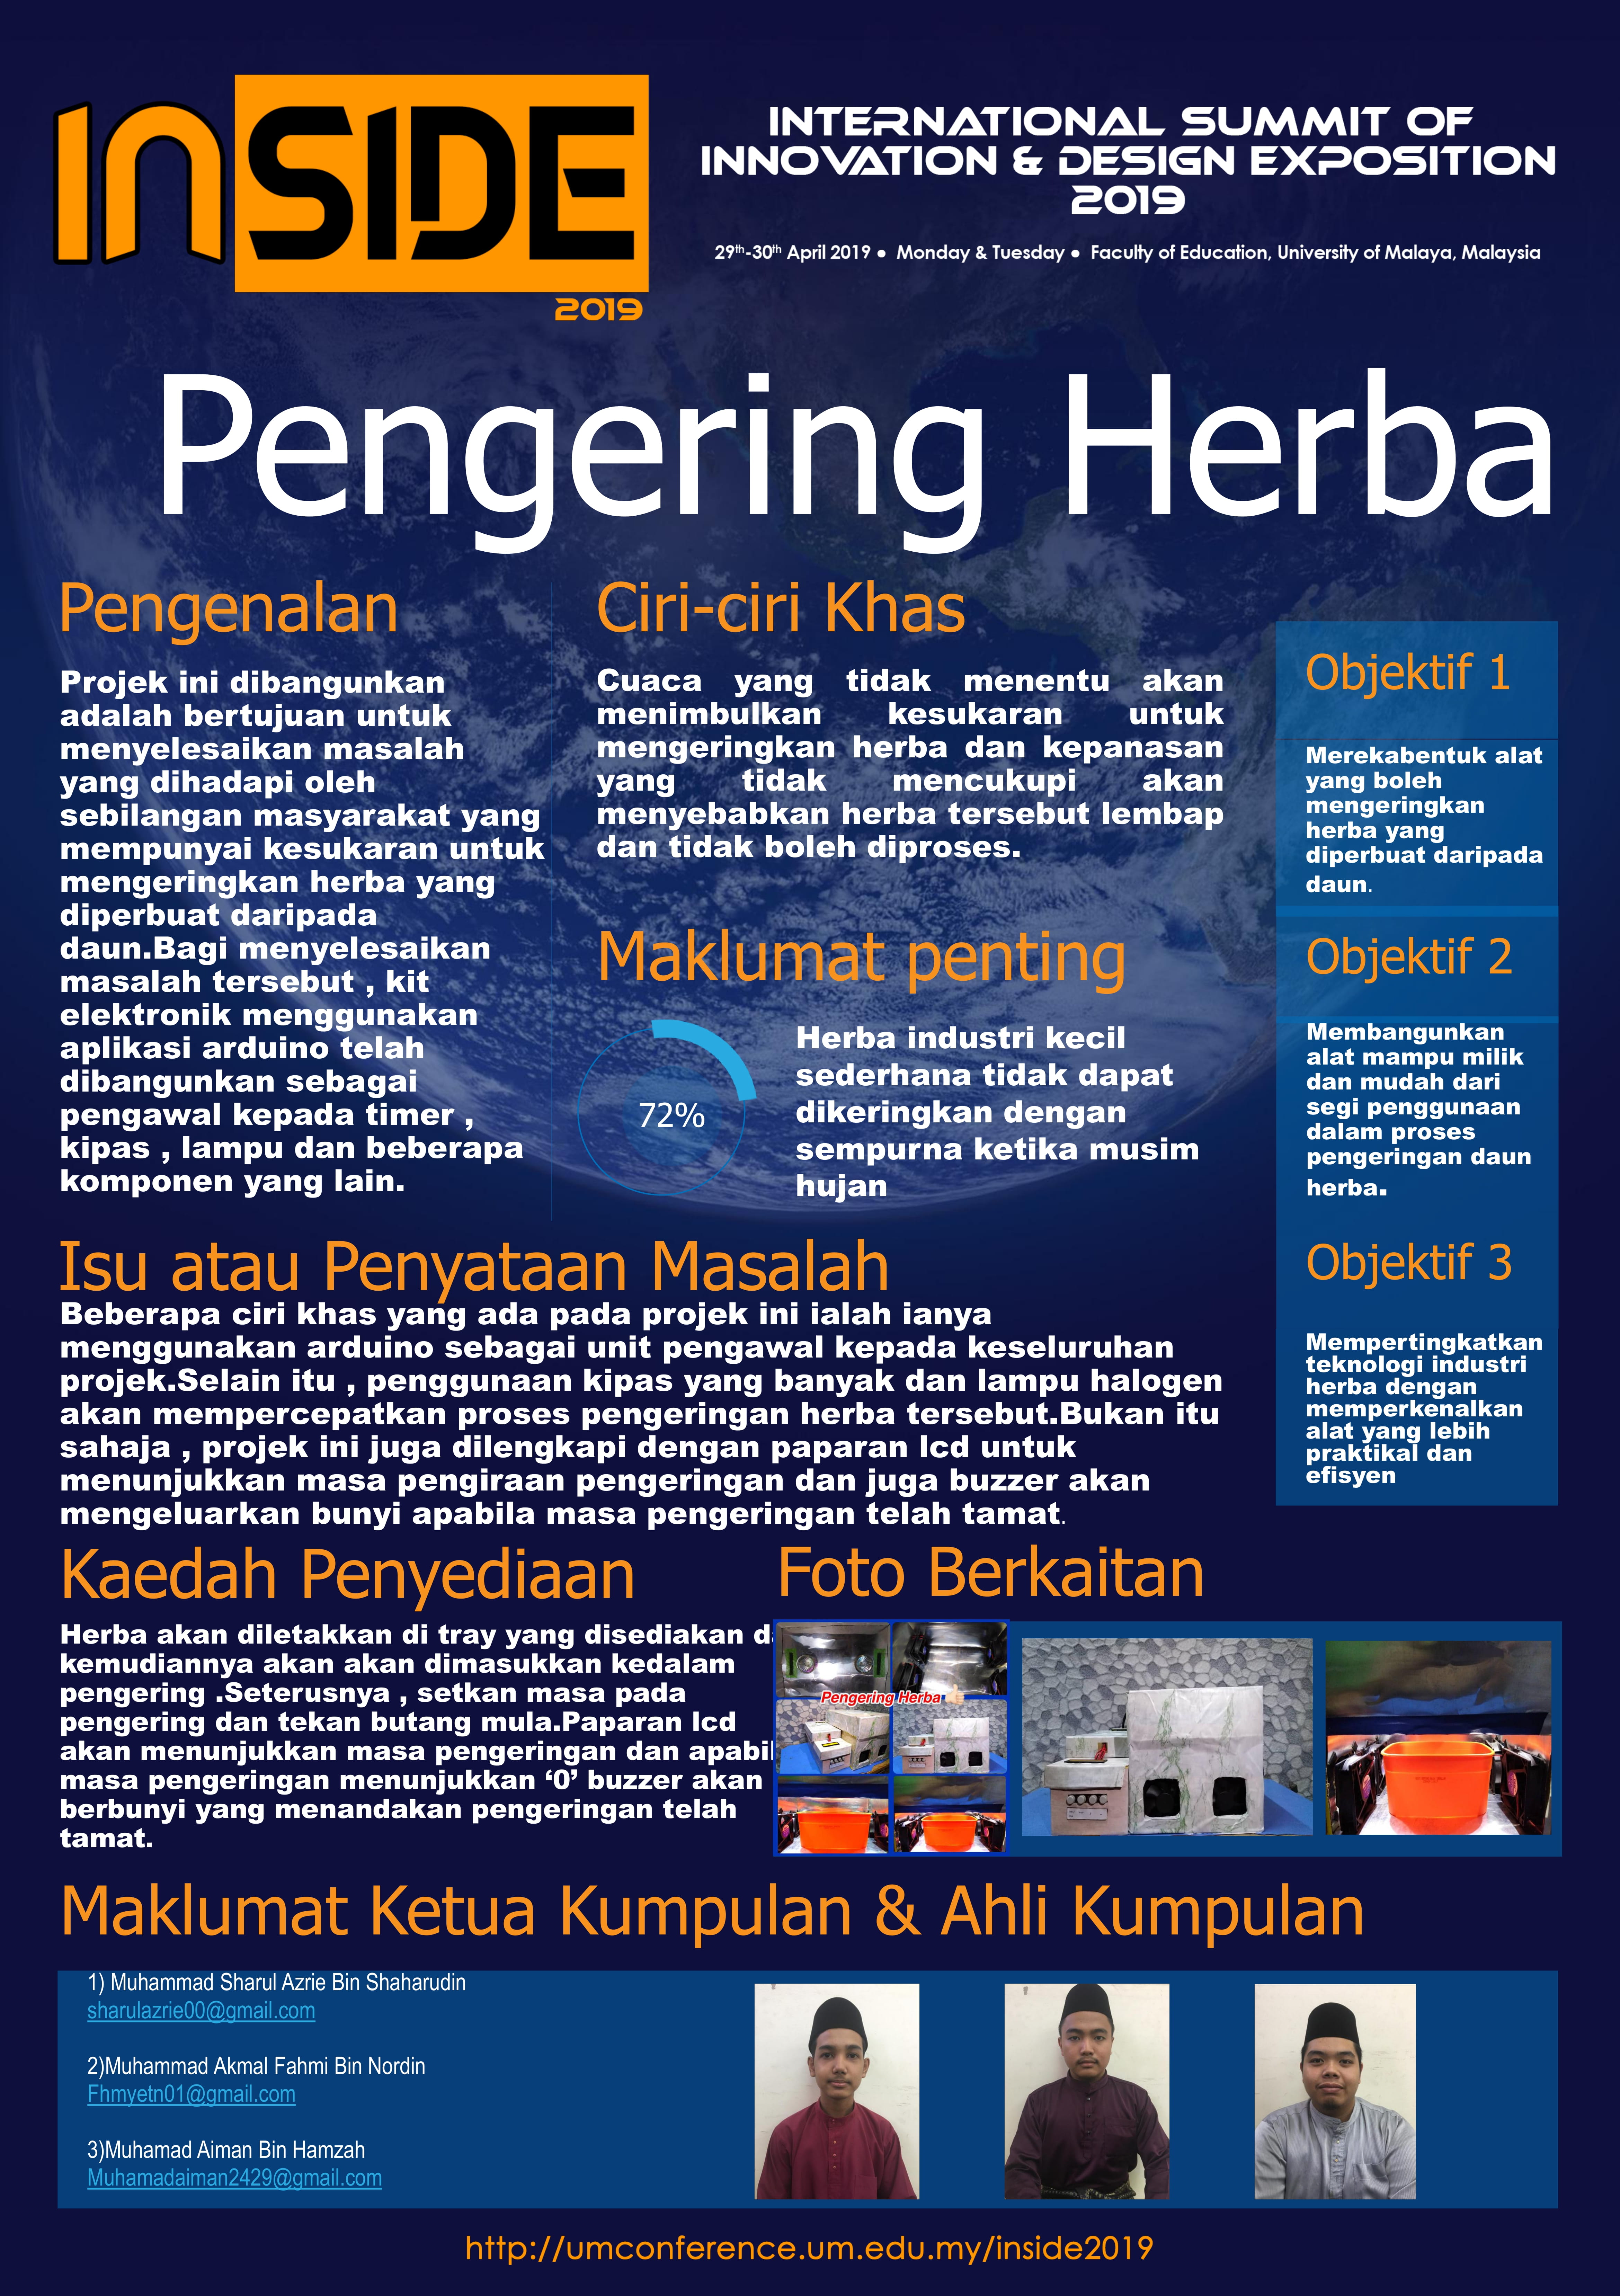 INSIDE
2019
INTERNATIONAL SUMMIT OF
INNOVATION & DESIGN EXPOSITION
2019
29th-30th April 2019 ● Monday & Tuesday ● Faculty of Education, University of Malaya, Malaysia
Pengering Herba
Pengenalan
Projek ini dibangunkan
adalah bertujuan untuk
menyelesaikan masalah
yang dihadapi oleh
sebilangan masyarakat yang
mempunyai kesukaran untuk
mengeringkan herba yang
diperbuat daripada
daun.Bagi menyelesaikan
masalah tersebut , kit
elektronik menggunakan
aplikasi arduino telah
dibangunkan sebagai
pengawal kepada timer ,
kipas , lampu dan beberapa
komponen yang lain.
Ciri-ciri Khas
Cuaca yang tidak menentu akan
menimbulkan kesukaran untuk
mengeringkan herba dan kepanasan
yang tidak mencukupi akan
menyebabkan herba tersebut lembap
dan tidak boleh diproses.
Maklumat penting
72%
Herba industri kecil
sederhana tidak dapat
dikeringkan dengan
sempurna ketika musim
hujan
Objektif 1
Merekabentuk alat
yang boleh
mengeringkan
herba yang
diperbuat daripada
daun.
Objektif 2
Membangunkan
alat mampu milik
dan mudah dari
segi penggunaan
dalam proses
pengeringan daun
herba.
Objektif 3
Mempertingkatkan
teknologi industri
herba dengan
memperkenalkan
alat yang lebih
praktikal dan
efisyen
Isu atau Penyataan Masalah
Beberapa ciri khas yang ada pada projek ini ialah ianya
menggunakan arduino sebagai unit pengawal kepada keseluruhan
projek.Selain itu , penggunaan kipas yang banyak dan lampu halogen
akan mempercepatkan proses pengeringan herba tersebut.Bukan itu
sahaja , projek ini juga dilengkapi dengan paparan lcd untuk
menunjukkan masa pengiraan pengeringan dan juga buzzer akan
mengeluarkan bunyi apabila masa pengeringan telah tamat.
Kaedah Penyediaan
Herba akan diletakkan di tray yang disediakan
kemudiannya akan akan dimasukkan kedalam
pengering .Seterusnya , setkan masa pada
pengering dan tekan butang mula.Paparan lcd
akan menunjukkan masa pengeringan dan apabil
masa pengeringan menunjukkan ‘0’ buzzer akan
berbunyi yang menandakan pengeringan telah
tamat.
Foto Berkaitan
Pengering Herba
Maklumat Ketua Kumpulan & Ahli Kumpulan
1) Muhammad Sharul Azrie Bin Shaharudin
sharulazrie00@gmail.com
2)Muhammad Akmal Fahmi Bin Nordin
Fhmyetn01@gmail.com
3)Muhamad Aiman Bin Hamzah
Muhamadaiman2429@gmail.com
http://umconference.um.edu.my/inside2019